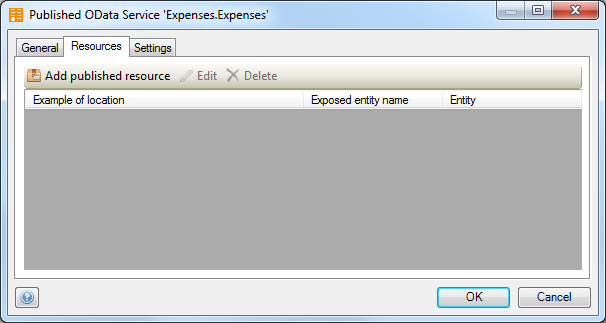 Published OData Service 'Expenses.Expenses'
General Resources Settings
Add published resource Edit Delete
Example of location Exposed entity name Entity
OK Cancel